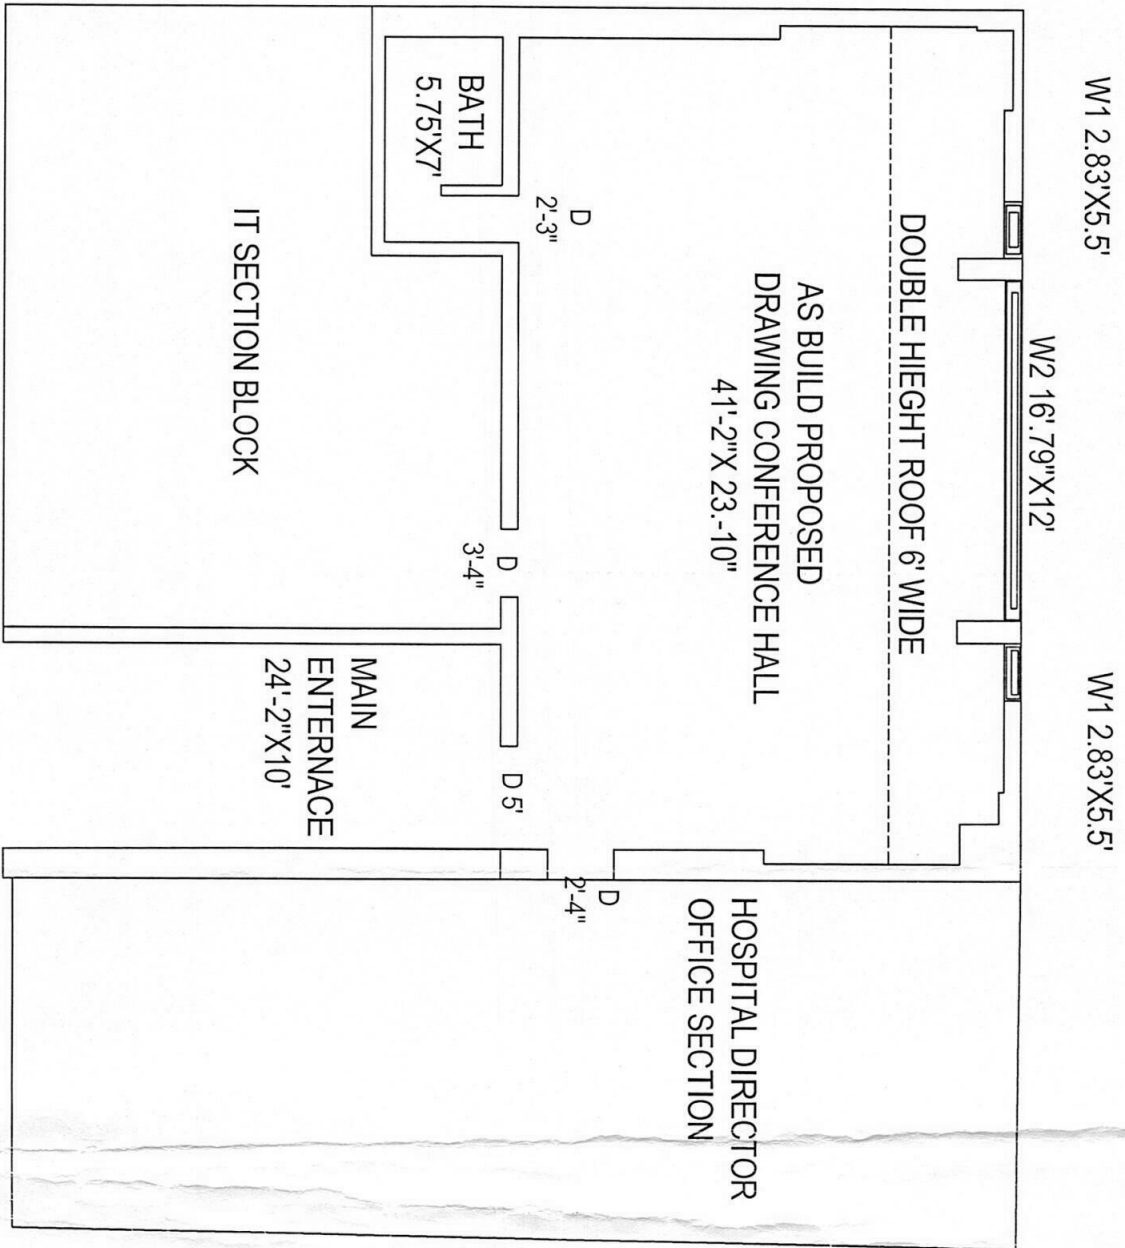 W1 2.83'X5.5'
W2 16'.79"X12'
W1 2.83'X5.5'
DOUBLE HIEGHT ROOF 6' WIDE
AS BUILD PROPOSED
DRAWING CONFERENCE HALL
41'-2"X 23.-10"
D
2'-3"
BATH
5.75'X7'
D
3'-4"
D 5'
D
2'-4"
HOSPITAL DIRECTOR
OFFICE SECTION
IT SECTION BLOCK
MAIN
ENTERNACE
24'-2"X10'